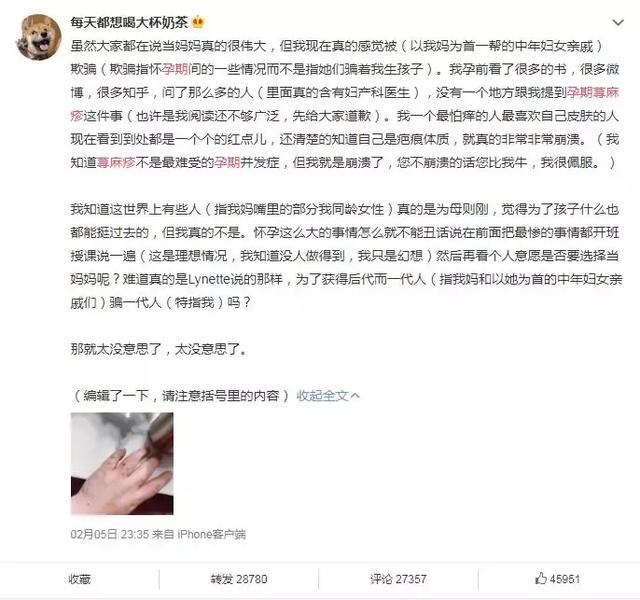 每天都想喝大杯奶茶
虽然大家都在说当妈妈真的很伟大，但我现在真的感觉被（以我妈为首一帮的中年妇女亲戚）
欺骗（欺骗指怀孕期间的一些情况而不是指她们骗着我生孩子）。我孕前看了很多的书，很多微
博，很多知乎，问了那么多的人（里面真的含有妇产科医生），没有一个地方跟我提到孕期荨麻
疹这件事（也许是我阅读还不够广泛，先给大家道歉）。我一个最怕痒的人最喜欢自己皮肤的人
现在看到到处都是一个个的红点儿，还清楚的知道自己是疤痕体质，就真的非常非常崩溃。（我
知道荨麻疹不是最难受的孕期并发症，但我就是崩溃了，您不崩溃的话您比我牛，我很佩服。）
我知道这世界上有些人（指我妈嘴里的部分我同龄女性）真的是为母则刚，觉得为了孩子什么也
都能挺过去的，但我真的不是。怀孕这么大的事情怎么就不能丑话说在前面把最惨的事情都开班
授课说一遍（这是理想情况，我知道没人做得到，我只是幻想）然后再看个人意愿是否要选择当
妈妈呢？难道真的是Lynette说的那样，为了获得后代而一代人（指我妈和以她为首的中年妇女亲
戚们）骗一代人（特指我）吗？
那就太没意思了，太没意思了。
（编辑了一下，请注意括号里的内容）收起全文
02月05日 23:35 来自 iPhone客户端
收藏
转发 28780
评论 27357
45951